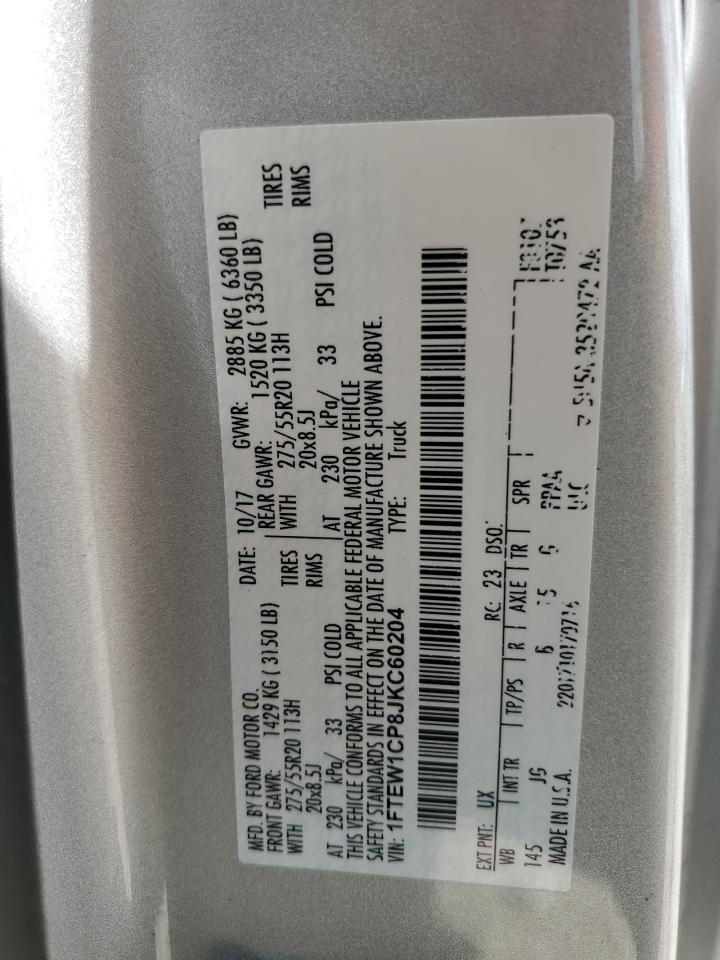 MFD. BY FORD MOTOR CO.
DATE: 10/17 GVWR: 2885 KG ( 6360 LB)
FRONT GAWR: 1429 KG ( 3150 LB) REAR GAWR: 1520 KG ( 3350 LB)
WITH 275/55R20 113H TIRES WITH 275/55R20 113H TIRES
20x8.5J RIMS 20x8.5J RIMS
AT 230 kPa/ 33 PSI COLD AT 230 kPa/ 33 PSI COLD
THIS VEHICLE CONFORMS TO ALL APPLICABLE FEDERAL MOTOR VEHICLE
SAFETY STANDARDS IN EFFECT ON THE DATE OF MANUFACTURE SHOWN ABOVE.
VIN: 1FTEW1CP8JKC60204 TYPE: Truck
EXT PNT: UX RC: 23 DSO:
WB INT TR TP/PS R AXLE TR SPR
145 JG
MADE IN U.S.A.